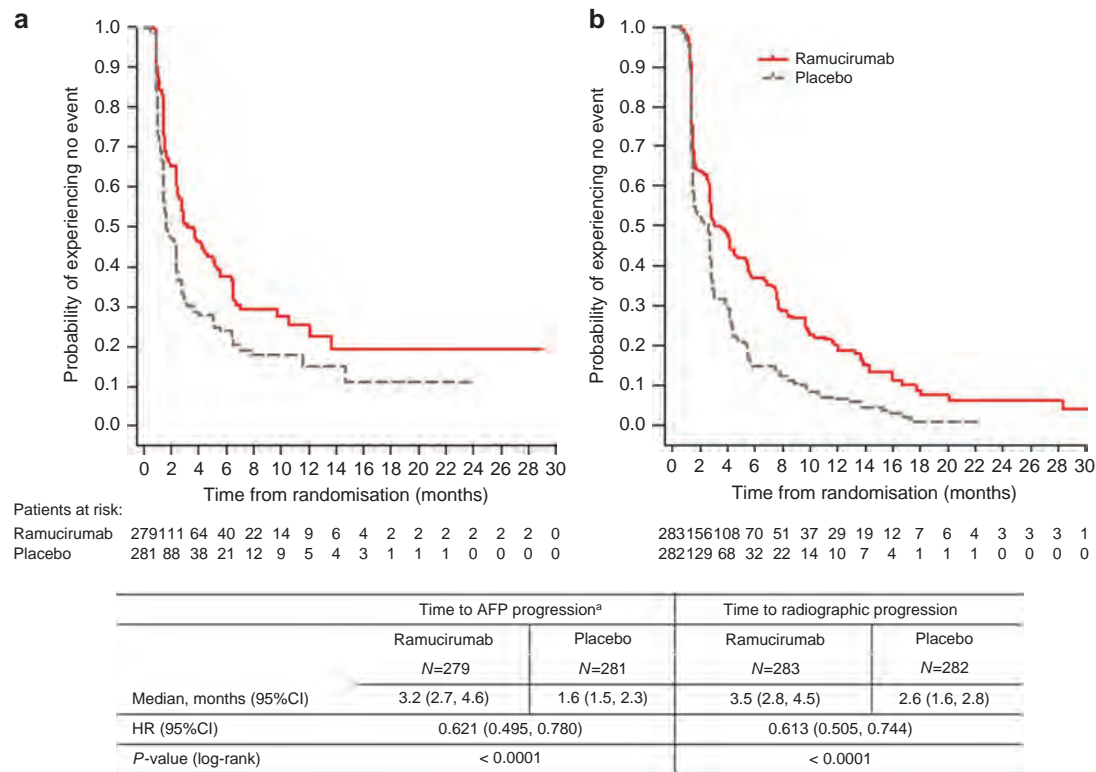 a
b
1.0
0.9
0.8
0.7
0.6
0.5
0.4
0.3
0.2
0.1
0.0
Probability of experiencing no event
0 2 4 6 8 10 12 14 16 18 20 22 24 26 28 30
Time from randomisation (months)
1.0
0.9
0.8
0.7
0.6
0.5
0.4
0.3
0.2
0.1
0.0
Probability of experiencing no event
Ramucirumab
Placebo
0 2 4 6 8 10 12 14 16 18 20 22 24 26 28 30
Time from randomisation (months)
Patients at risk:
Ramucirumab 279 111 64 40 22 14 9 6 4 2 2 2 2 2 2 0 283 156 108 70 51 37 29 19 12 7 6 4 3 3 3 1
Placebo 281 88 38 21 12 9 5 4 3 1 1 1 0 0 0 0 282 129 68 32 22 14 10 7 4 1 1 1 0 0 0 0
Time to AFP progressionᵃ Time to radiographic progression
Ramucirumab Placebo Ramucirumab Placebo
N=279 N=281 N=283 N=282
Median, months (95%CI) 3.2 (2.7, 4.6) 1.6 (1.5, 2.3) 3.5 (2.8, 4.5) 2.6 (1.6, 2.8)
HR (95%CI) 0.621 (0.495, 0.780) 0.613 (0.505, 0.744)
P-value (log-rank) < 0.0001 < 0.0001